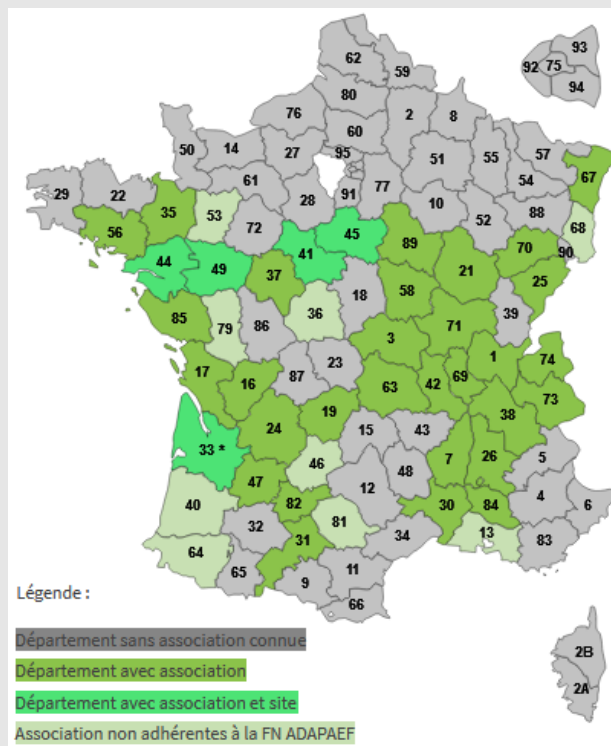 62 59 93
92 75
94
80
76 2 8
60
50 14 27 95 51 55 57
54 67
61 91 77
29 22 28 10 88
35 53 52 68
56 72
45 89 70 90
41 21
44 49 37 25
58
18
85 36 39
79 86 71
3
1 74
17 23
16 87 63 42 69
73
19 38
24
15 43
33 * 7 26 5
46 48
47
12 4
82 30 84 6
40
81 13
32 34 83
31
64
65 11
9
66
Légende :
Département sans association connue
2B
Département avec association
2A
Département avec association et site
Association non adhérentes à la FN ADAPAEF